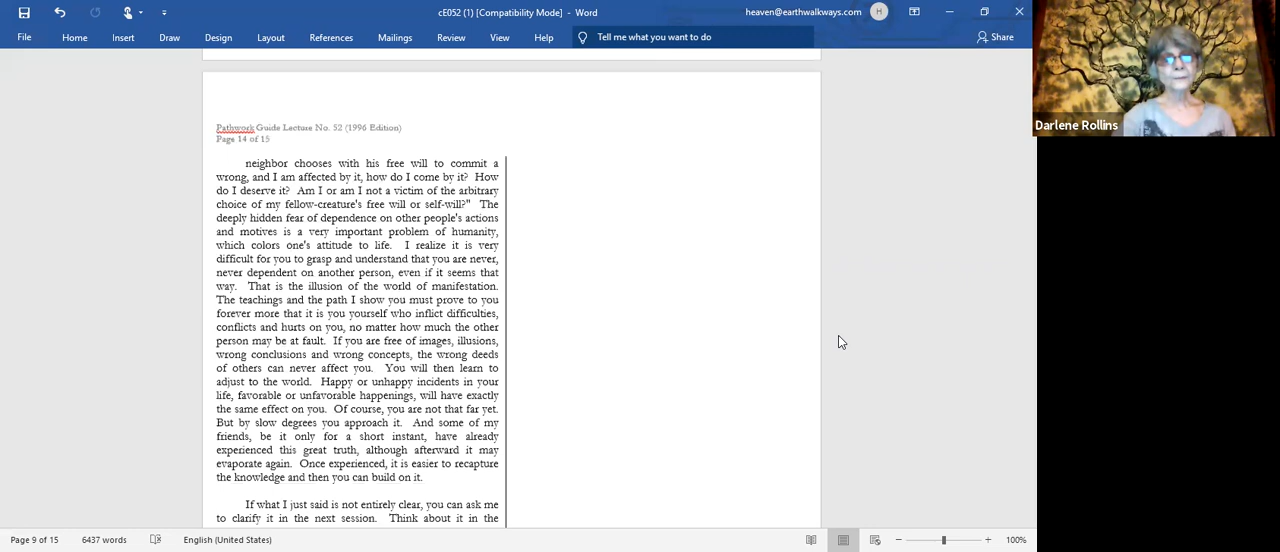 cE052 (1) [Compatibility Mode] - Word
heaven@earthwalkways.com
H
File
Home
Insert
Draw
Design
Layout
References
Mailings
Review
View
Help
Tell me what you want to do
Share
Darlene Rollins
Pathwork Guide Lecture No. 52 (1996 Edition)
Page 14 of 15
neighbor chooses with his free will to commit a
wrong, and I am affected by it, how do I come by it? How
do I deserve it? Am I or am I not a victim of the arbitrary
choice of my fellow-creature's free will or self-will?" The
deeply hidden fear of dependence on other people's actions
and motives is a very important problem of humanity,
which colors one's attitude to life. I realize it is very
difficult for you to grasp and understand that you are never,
never dependent on another person, even if it seems that
way. That is the illusion of the world of manifestation.
The teachings and the path I show you must prove to you
forever more that it is you yourself who inflict difficulties,
conflicts and hurts on you, no matter how much the other
person may be at fault. If you are free of images, illusions,
wrong conclusions and wrong concepts, the wrong deeds
of others can never affect you. You will then learn to
adjust to the world. Happy or unhappy incidents in your
life, favorable or unfavorable happenings, will have exactly
the same effect on you. Of course, you are not that far yet.
But by slow degrees you approach it. And some of my
friends, be it only for a short instant, have already
experienced this great truth, although afterward it may
evaporate again. Once experienced, it is easier to recapture
the knowledge and then you can build on it.
If what I just said is not entirely clear, you can ask me
to clarify it in the next session. Think about it in the
Page 9 of 15
6437 words
English (United States)
100%